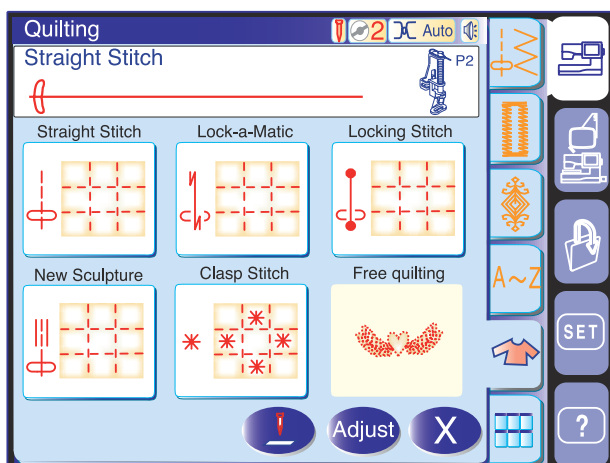 Quilting
2 Auto
Straight Stitch
P2
Straight Stitch Lock-a-Matic Locking Stitch
New Sculpture Clasp Stitch Free quilting
A~Z
SET
Adjust X
?